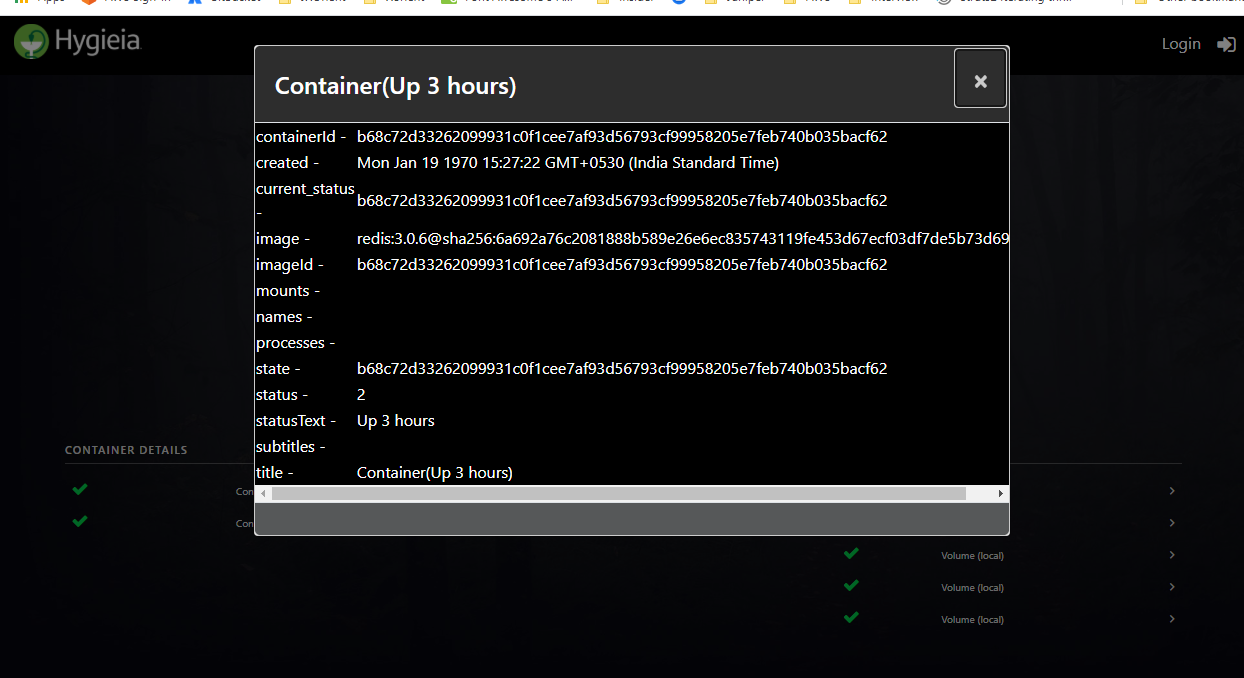 Hygieia
Login
Container(Up 3 hours)
×
containerId - b68c72d33262099931c0f1cee7af93d56793cf99958205e7feb740b035bacf62
created - Mon Jan 19 1970 15:27:22 GMT+0530 (India Standard Time)
current_status
- b68c72d33262099931c0f1cee7af93d56793cf99958205e7feb740b035bacf62
image - redis:3.0.6@sha256:6a692a76c2081888b589e26e6ec835743119fe453d67ecf03df7de5b73d69
imageId - b68c72d33262099931c0f1cee7af93d56793cf99958205e7feb740b035bacf62
mounts -
names -
processes -
state - b68c72d33262099931c0f1cee7af93d56793cf99958205e7feb740b035bacf62
status - 2
statusText - Up 3 hours
subtitles -
title - Container(Up 3 hours)
CONTAINER DETAILS
Con
Con
Volume (local)
Volume (local)
Volume (local)